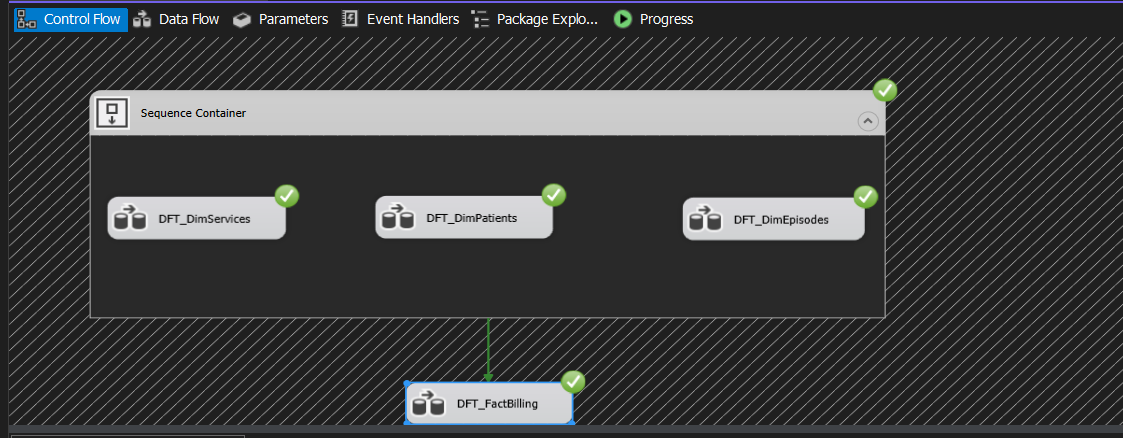 Control Flow Data Flow Parameters Event Handlers Package Explo... Progress
Sequence Container
DFT_DimServices DFT_DimPatients DFT_DimEpisodes
DFT_FactBilling